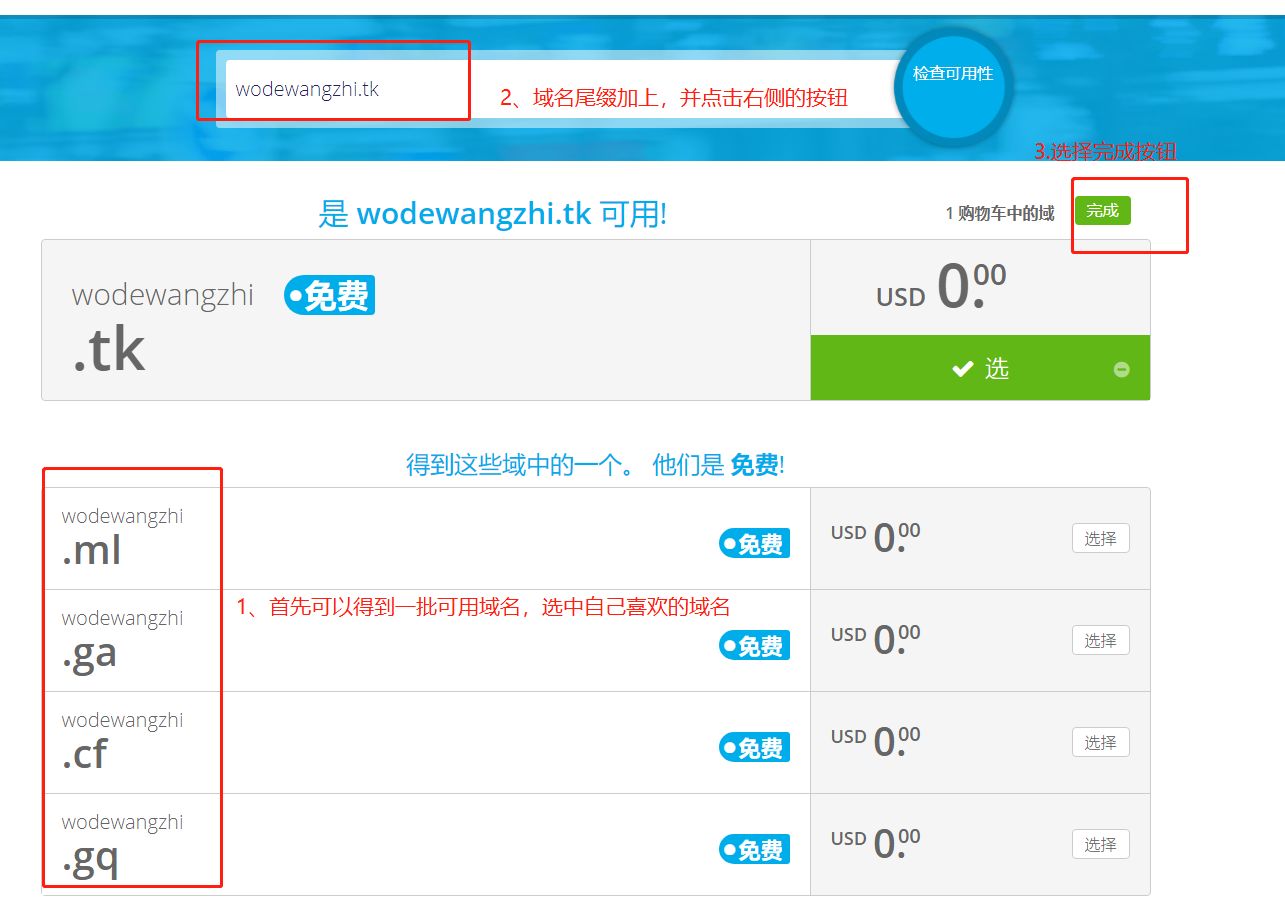 wodewangzhi.tk
2、域名尾缀加上，并点击右侧的按钮
检查可用性
3.选择完成按钮
是 wodewangzhi.tk 可用!
1 购物车中的域
完成
wodewangzhi
免费
.tk
USD 0.00
选
得到这些域中的一个。 他们是 免费!
wodewangzhi
.ml
免费
USD 0.00
选择
1、首先可以得到一批可用域名，选中自己喜欢的域名
wodewangzhi
.ga
免费
USD 0.00
选择
wodewangzhi
.cf
免费
USD 0.00
选择
wodewangzhi
.gq
免费
USD 0.00
选择